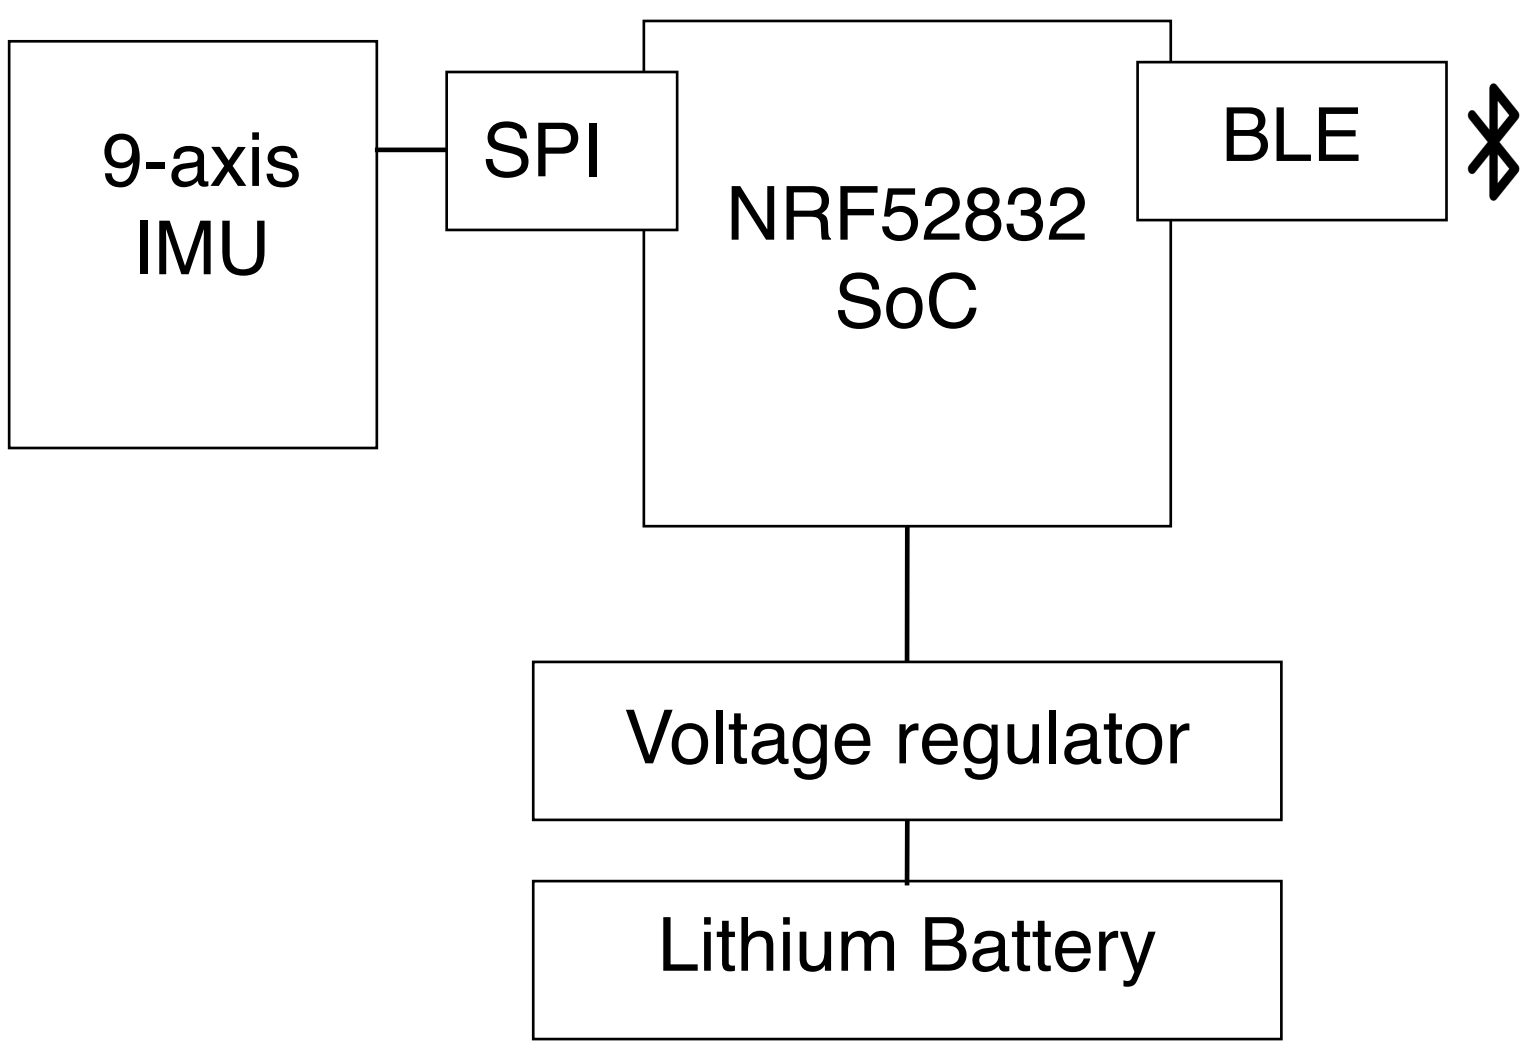 9-axis
IMU
SPI
NRF52832
SoC
BLE
Voltage regulator
Lithium Battery